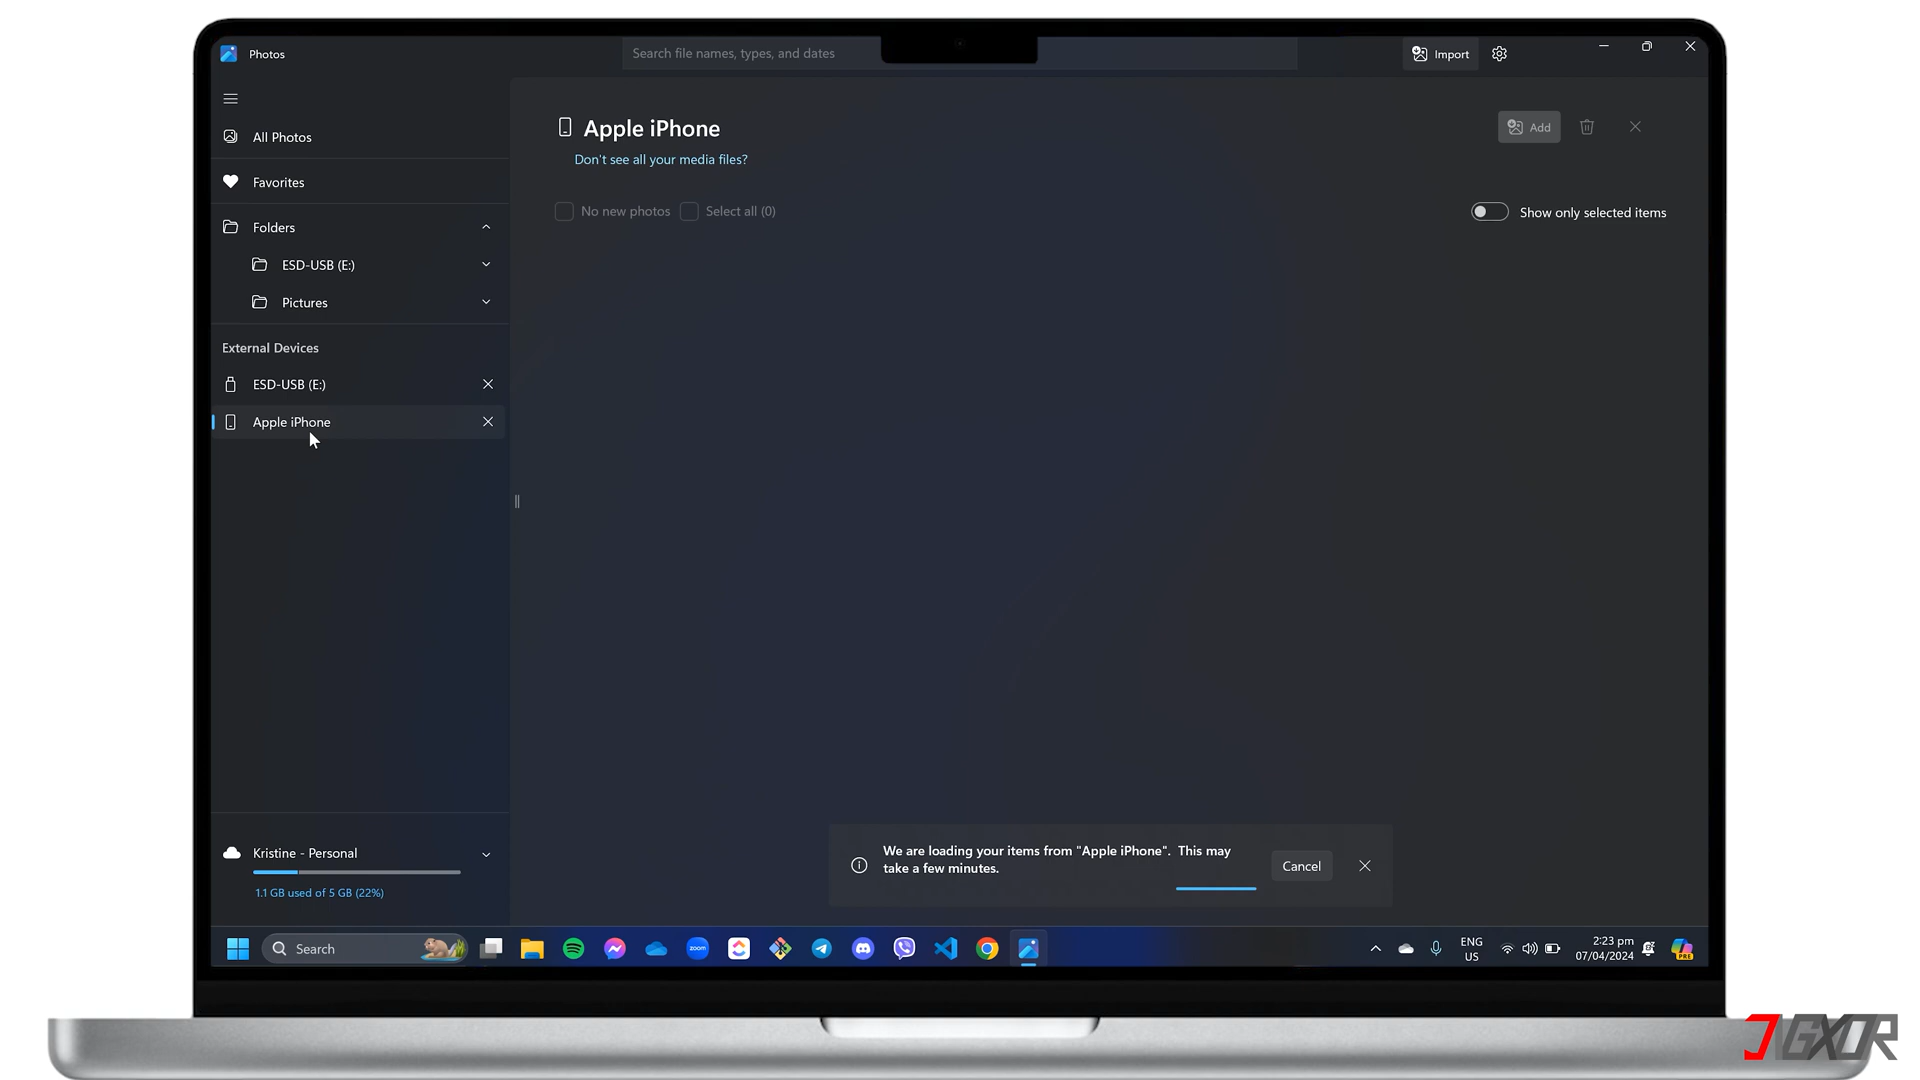 Photos
Search file names, types, and dates
Import
All Photos
Favorites
Folders
ESD-USB (E:)
Pictures
External Devices
ESD-USB (E:)
Apple iPhone
Apple iPhone
Add
Don't see all your media files?
No new photos
Select all (0)
Show only selected items
We are loading your items from "Apple iPhone". This may
take a few minutes.
Cancel
Kristine - Personal
1.1 GB used of 5 GB (22%)
Search
zoom
ENG
US
2:23 pm
07/04/2024
PRE
JGXOR